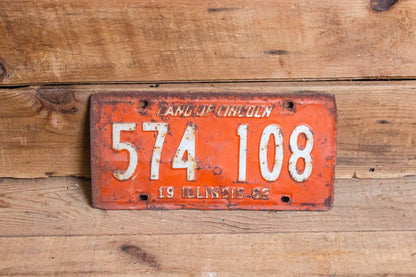 LAND OF LINCOLN
574 108
19 ILLINOIS-62